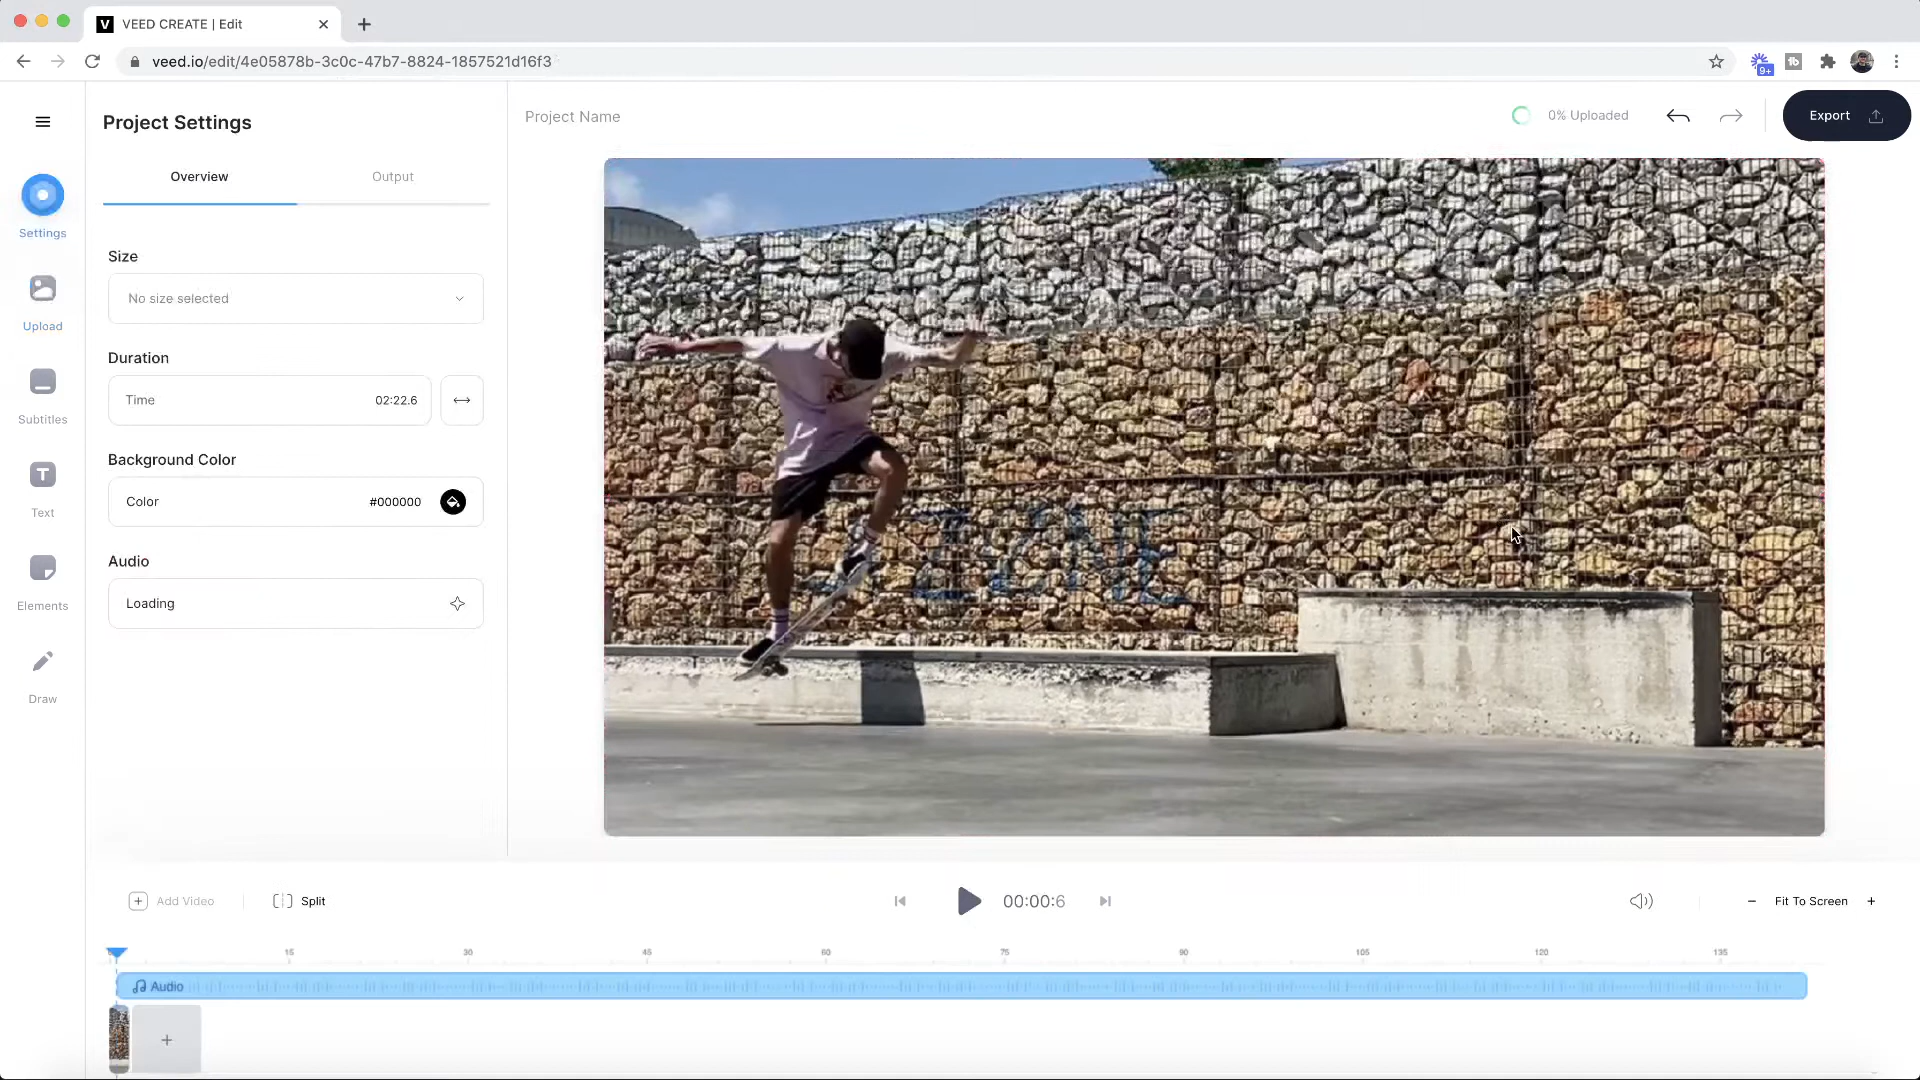 VEED CREATE | Edit
veed.io/edit/4e05878b-3c0c-47b7-8824-1857521d16f3
9+
tb
Project Settings
Project Name
0% Uploaded
Export
Overview
Output
Settings
Size
No size selected
Upload
Duration
Time
02:22.6
Subtitles
Background Color
T
Color
#000000
Text
ZONE
Audio
Loading
Elements
Draw
Add Video
Split
00:00:6
Fit To Screen
15
30
45
60
75
90
105
120
135
Audio